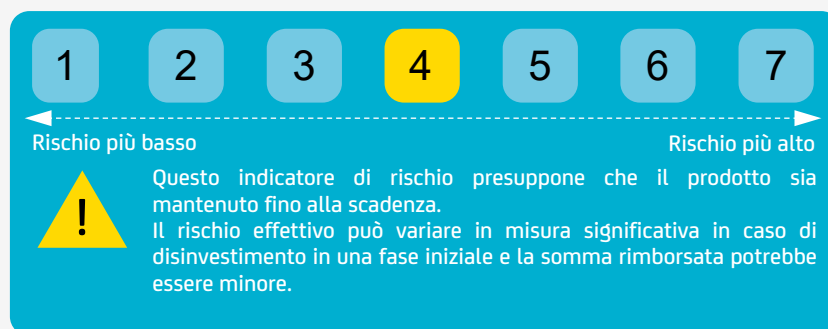 1 2 3 4 5 6 7
Rischio più basso Rischio più alto
!
Questo indicatore di rischio presuppone che il prodotto sia
mantenuto fino alla scadenza.
Il rischio effettivo può variare in misura significativa in caso di
disinvestimento in una fase iniziale e la somma rimborsata potrebbe
essere minore.